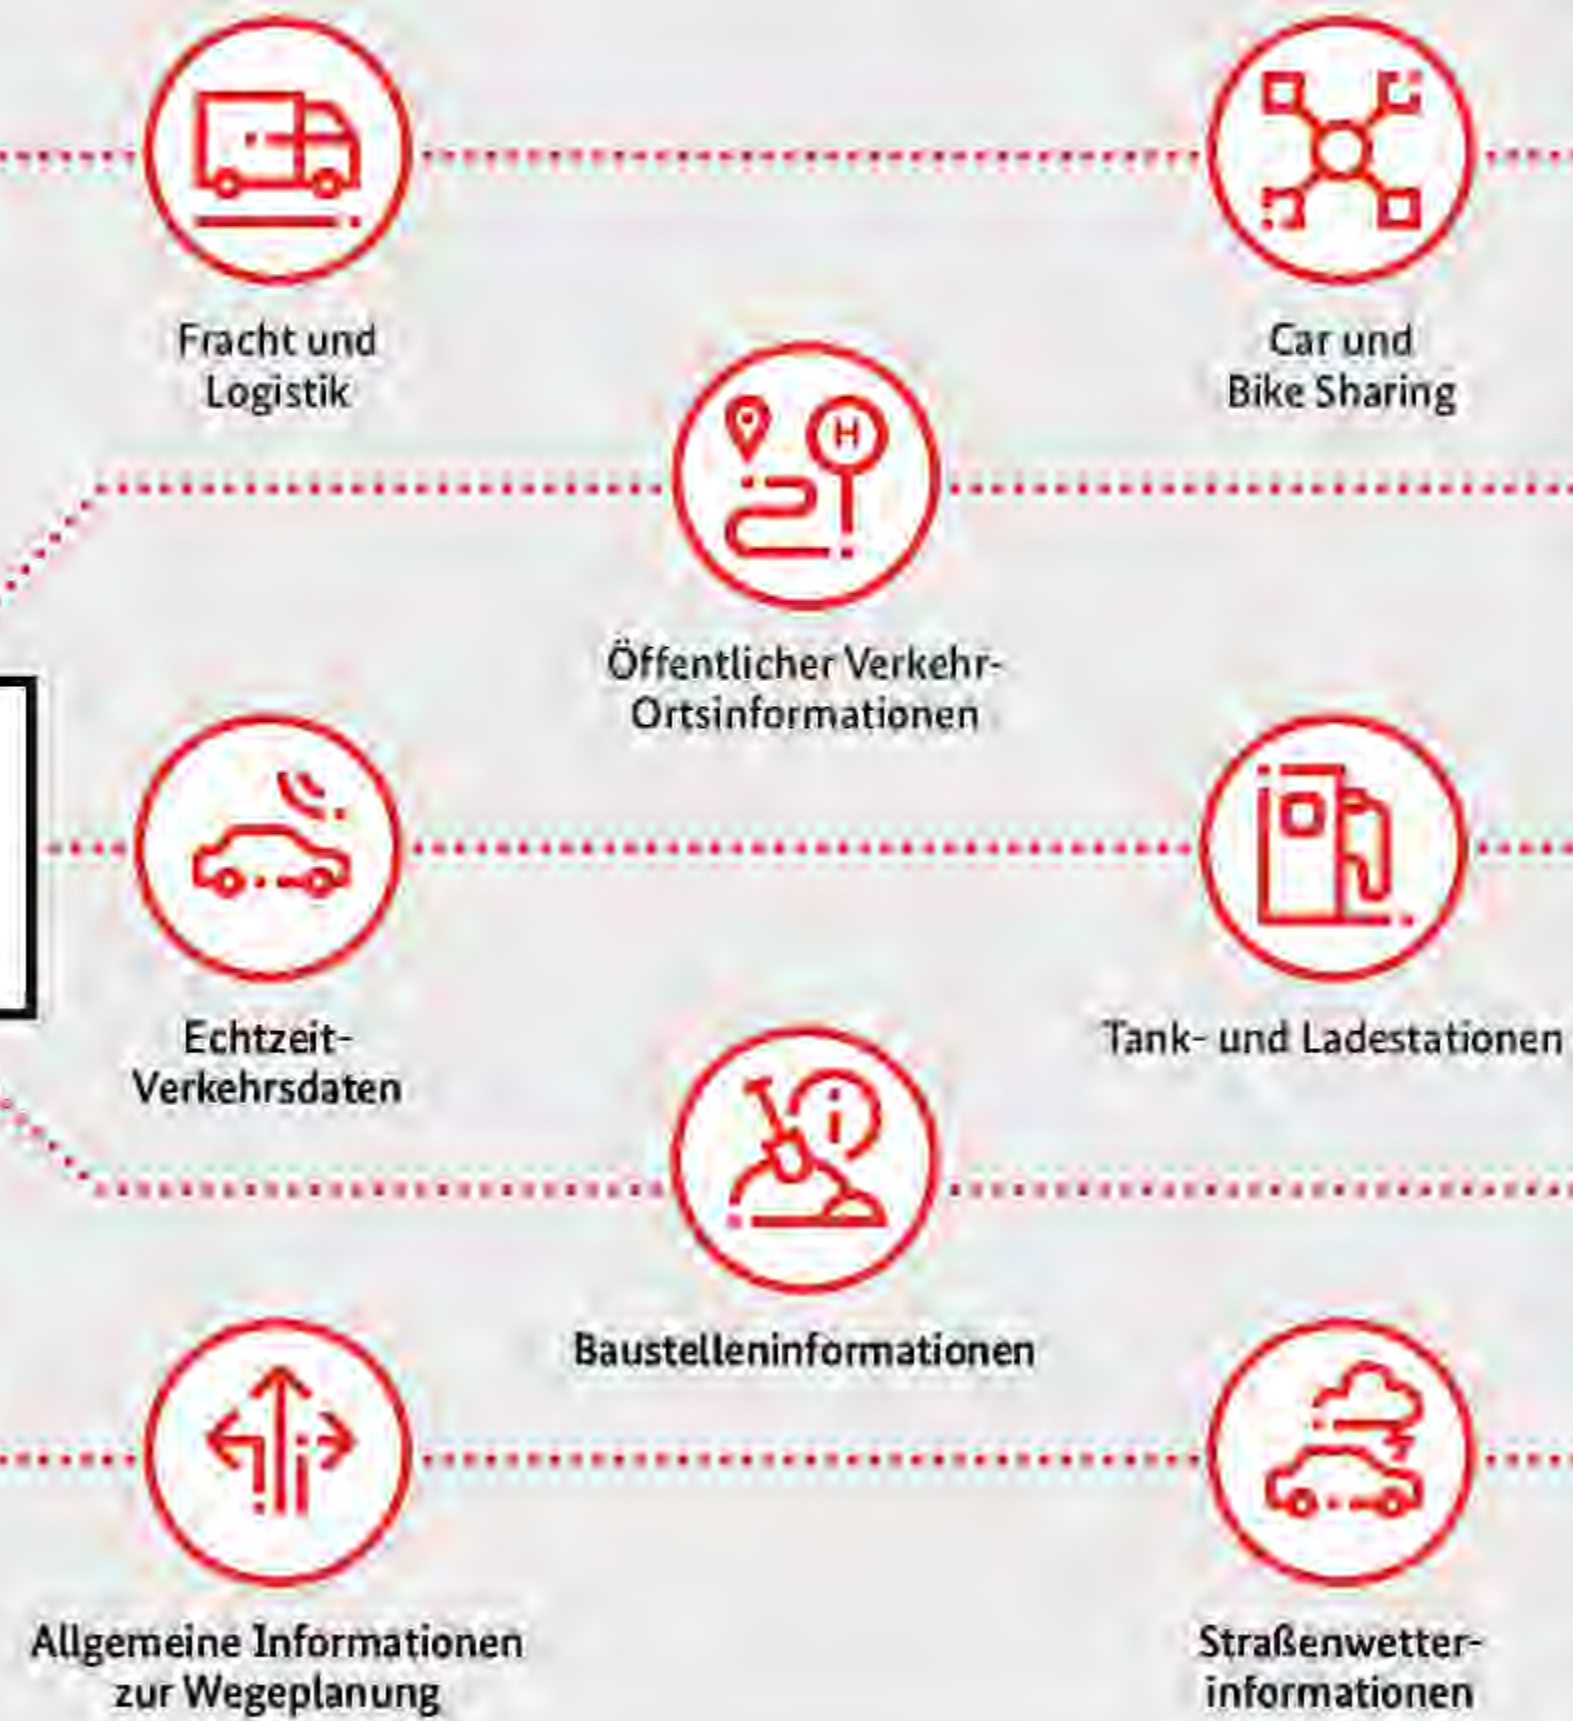 Fracht und
Logistik
Car und
Bike Sharing
H
Öffentlicher Verkehr-
Ortsinformationen
Echtzeit-
Verkehrsdaten
Tank- und Ladestationen
i
Baustelleninformationen
Allgemeine Informationen
zur Wegeplanung
Straßenwetter-
informationen